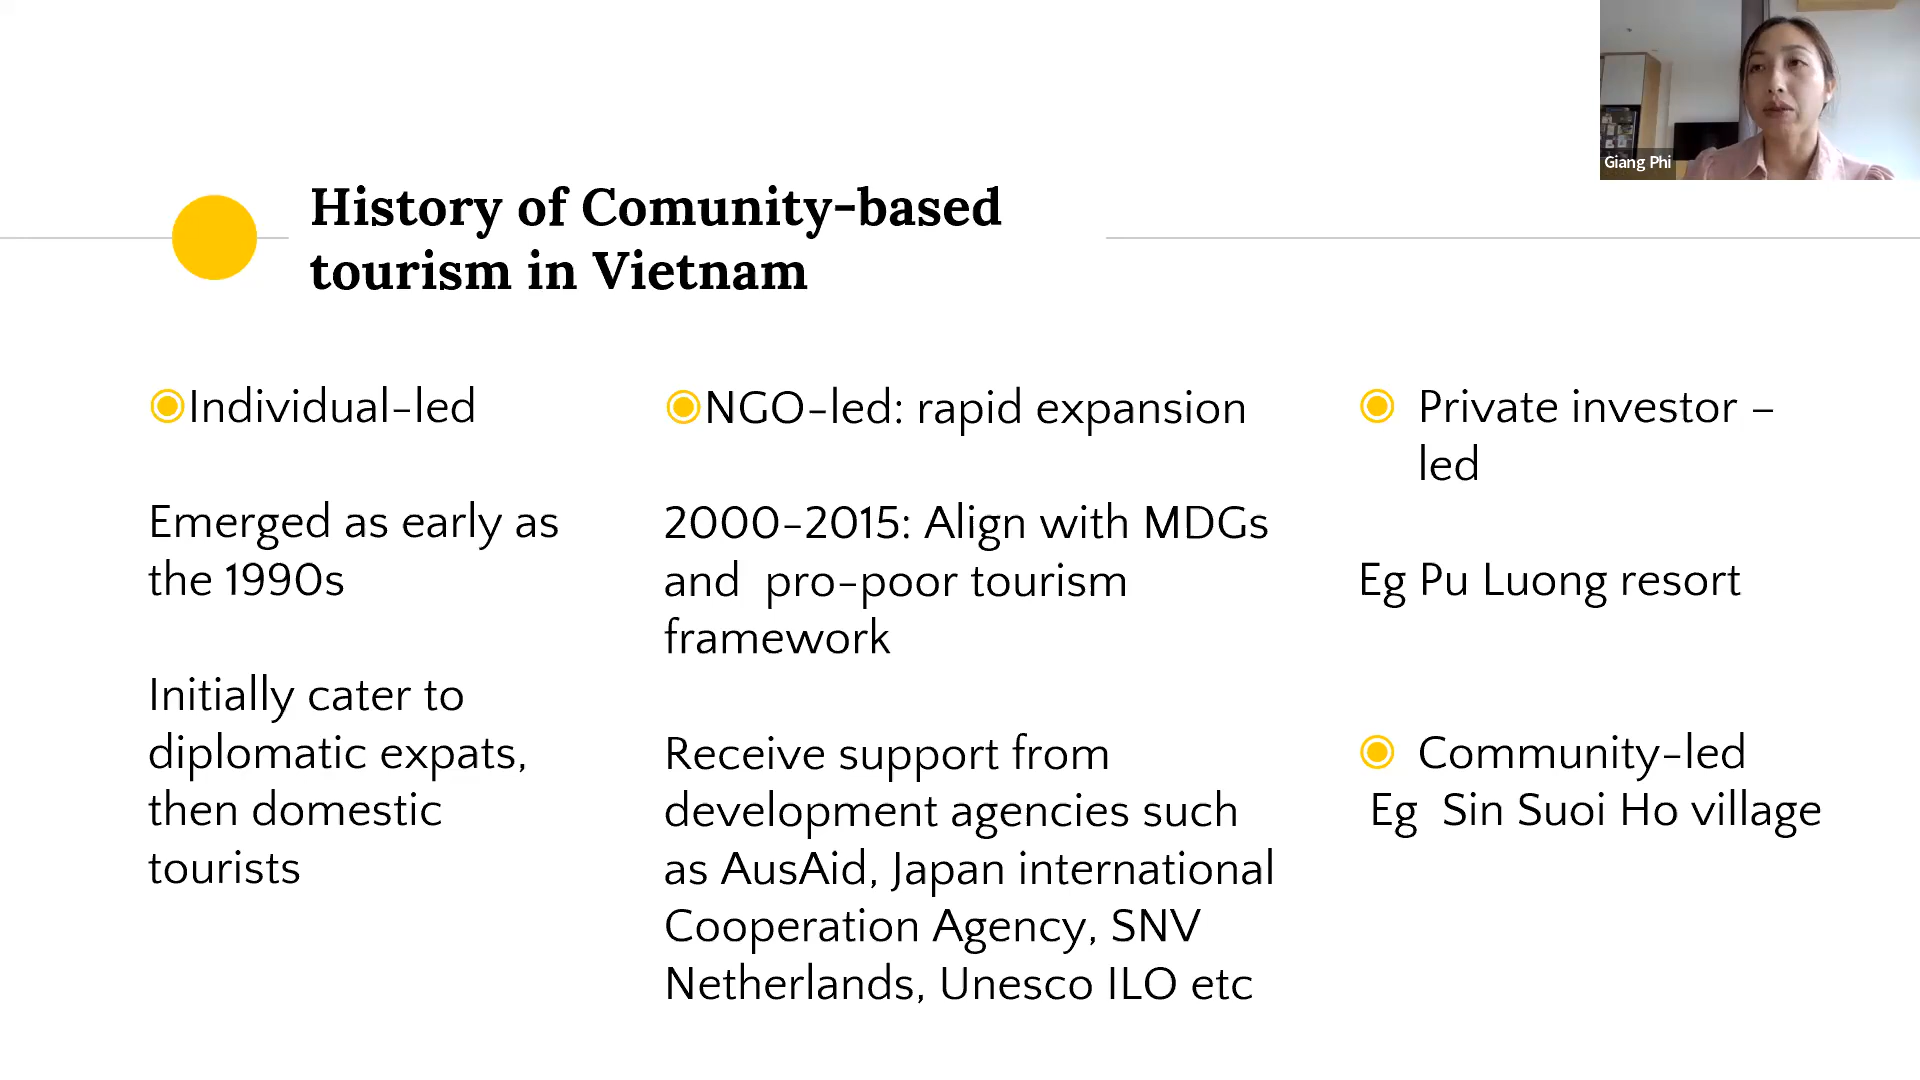 Giang Phi
History of Comunity-based
tourism in Vietnam
Individual-led
Emerged as early as
the 1990s
Initially cater to
diplomatic expats,
then domestic
tourists
NGO-led: rapid expansion
2000-2015: Align with MDGs
and  pro-poor tourism
framework
Receive support from
development agencies such
as AusAid, Japan international
Cooperation Agency, SNV
Netherlands, Unesco ILO etc
Private investor –
led
Eg Pu Luong resort
Community-led
Eg  Sin Suoi Ho village